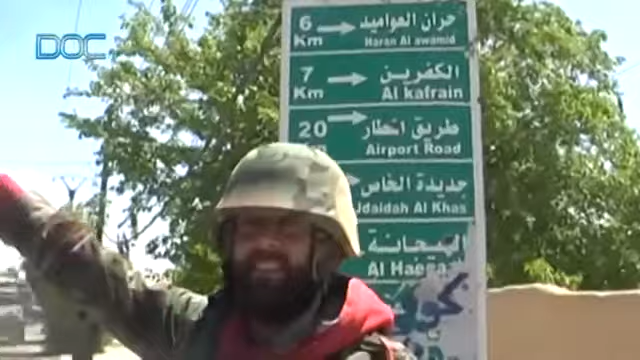 DOC
حران العواميد
6 Km
Haran Al awamid
الكفرين
7 Km
Al kafrain
طريق المطار
20
Airport Road
جديدة الخاص
Jdaidah Al Khas
Al